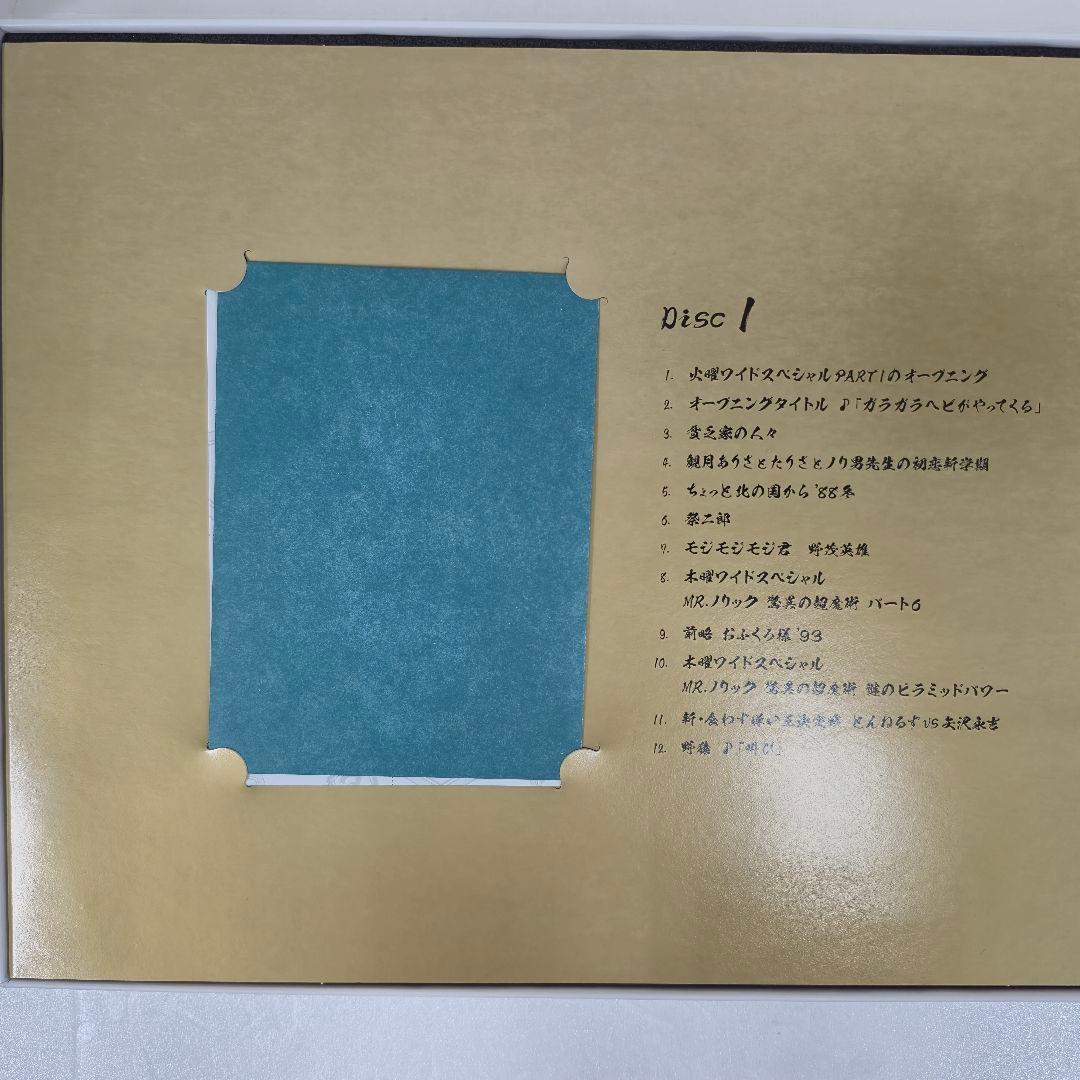 Disc 1
1. 火曜ワイドスペシャルPART1のオープニング
2. オープニングタイトル ♪「ガラガラヘビがやってくる」
3. 貧乏家の人々
4. 観月ありさとたりさとノリ男先生の初恋新学期
5. ちょっと北の国から '88冬
6. 祭二郎
7. モジモジモジ君 野茂英雄
8. 木曜ワイドスペシャル
MR.ノリック 驚異の超魔術 パート6
9. 前略 おふくろ様 '93
10. 木曜ワイドスペシャル
MR.ノリック 驚異の超魔術 謎のピラミッドパワー
11. 新・食わず嫌い王決定戦 とんねるずVS矢沢永吉
12. 野猿 ♪「叫び」